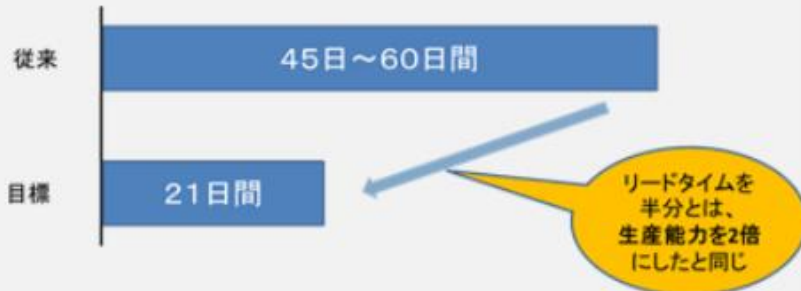 従来
45日～60日間
目標
21日間
リードタイムを
半分とは、
生産能力を2倍
にしたと同じ